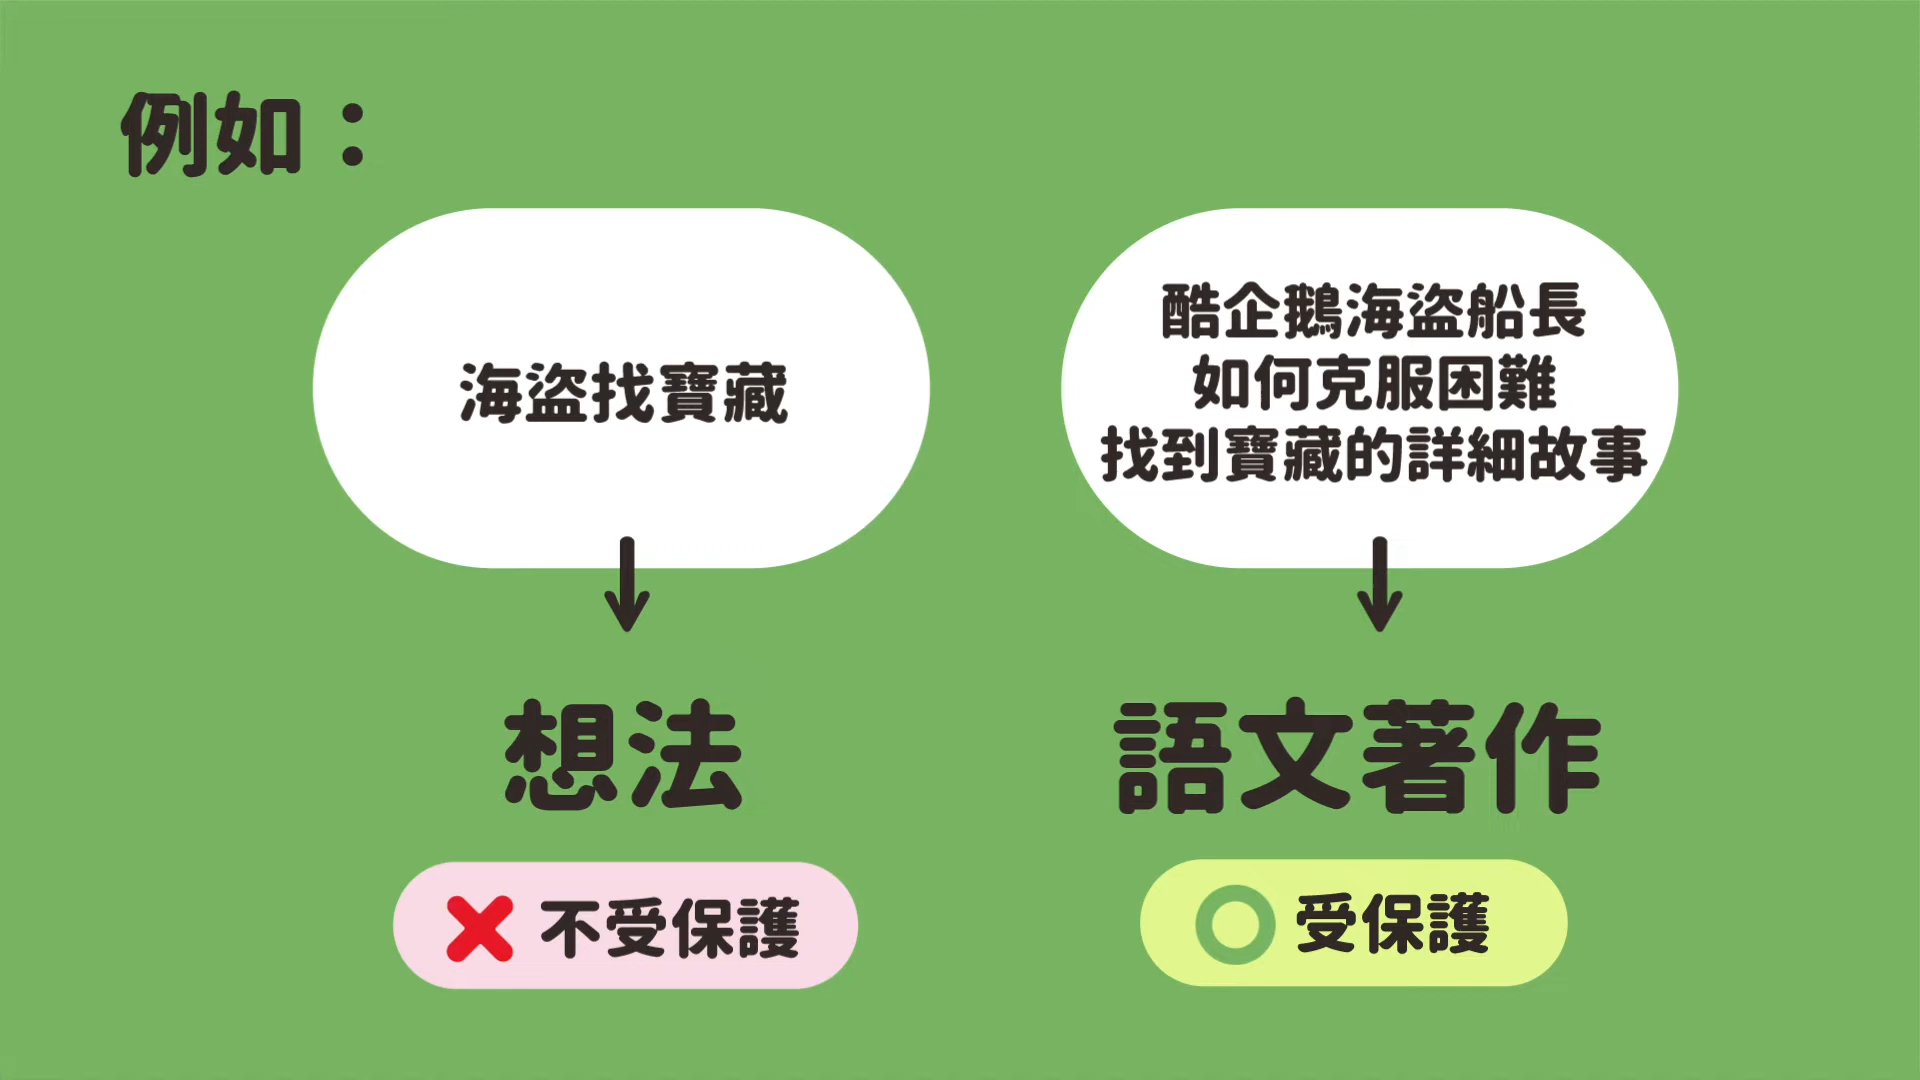 例如：
海盜找寶藏
酷企鵝海盜船長
如何克服困難
找到寶藏的詳細故事
想法
語文著作
不受保護
受保護